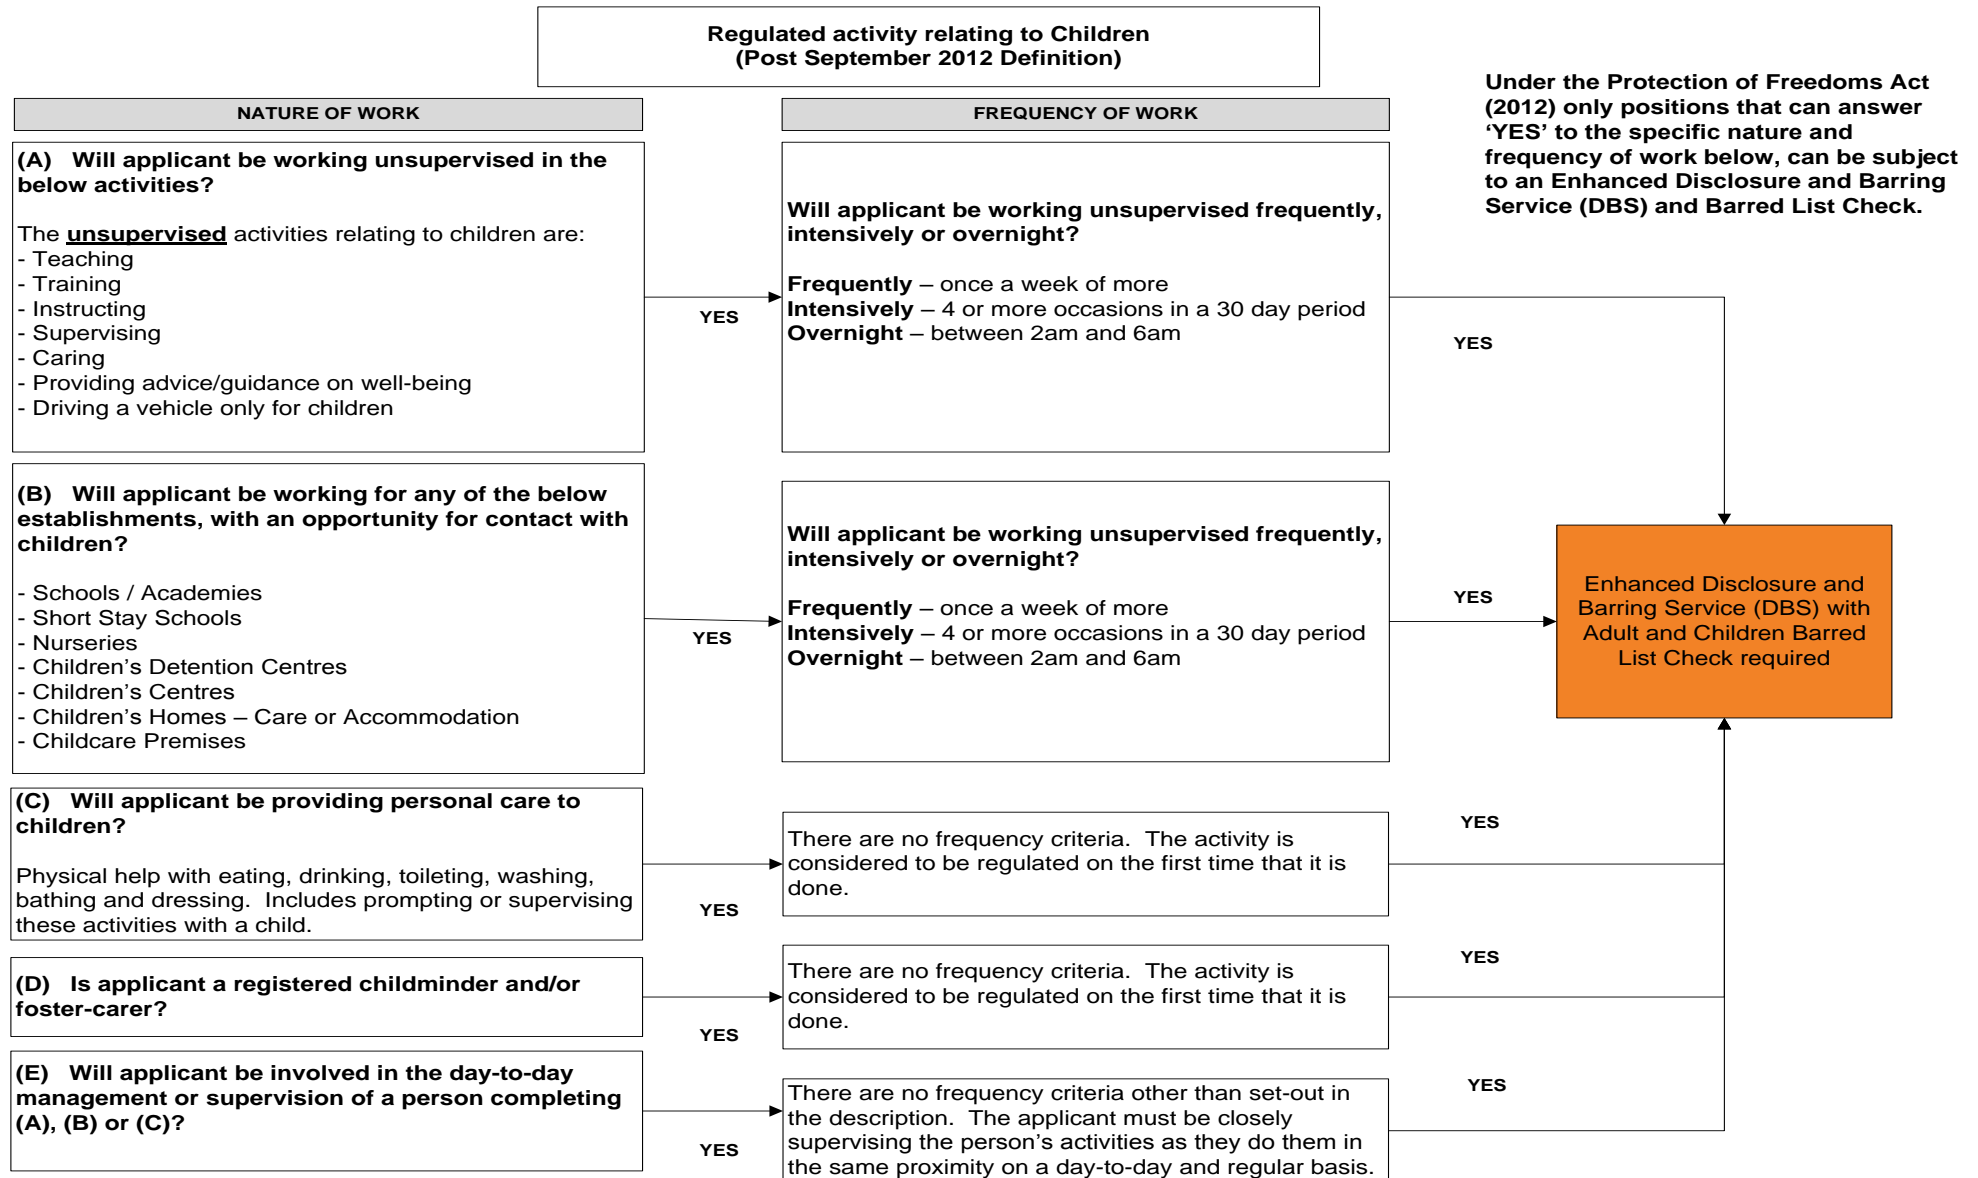 Regulated activity relating to Children
(Post September 2012 Definition)
Under the Protection of Freedoms Act
(2012) only positions that can answer
‘YES’ to the specific nature and
frequency of work below, can be subject
to an Enhanced Disclosure and Barring
Service (DBS) and Barred List Check.
NATURE OF WORK
FREQUENCY OF WORK
(A) Will applicant be working unsupervised in the
below activities?
The unsupervised activities relating to children are:
- Teaching
- Training
- Instructing
- Supervising
- Caring
- Providing advice/guidance on well-being
- Driving a vehicle only for children
YES
Will applicant be working unsupervised frequently,
intensively or overnight?
Frequently – once a week of more
Intensively – 4 or more occasions in a 30 day period
Overnight – between 2am and 6am
YES
(B) Will applicant be working for any of the below
establishments, with an opportunity for contact with
children?
- Schools / Academies
- Short Stay Schools
- Nurseries
- Children’s Detention Centres
- Children’s Centres
- Children’s Homes – Care or Accommodation
- Childcare Premises
YES
Will applicant be working unsupervised frequently,
intensively or overnight?
Frequently – once a week of more
Intensively – 4 or more occasions in a 30 day period
Overnight – between 2am and 6am
YES
Enhanced Disclosure and
Barring Service (DBS) with
Adult and Children Barred
List Check required
(C) Will applicant be providing personal care to
children?
Physical help with eating, drinking, toileting, washing,
bathing and dressing. Includes prompting or supervising
these activities with a child.
YES
There are no frequency criteria. The activity is
considered to be regulated on the first time that it is
done.
YES
(D) Is applicant a registered childminder and/or
foster-carer?
YES
There are no frequency criteria. The activity is
considered to be regulated on the first time that it is
done.
YES
(E) Will applicant be involved in the day-to-day
management or supervision of a person completing
(A), (B) or (C)?
YES
There are no frequency criteria other than set-out in
the description. The applicant must be closely
supervising the person’s activities as they do them in
the same proximity on a day-to-day and regular basis.
YES